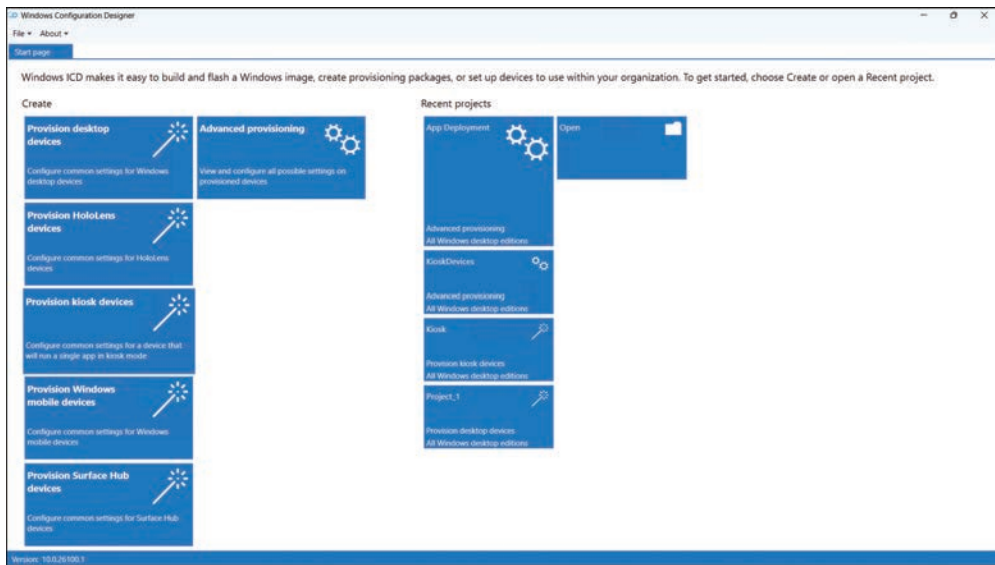 Windows Configuration Designer
File About
Start page
Windows ICD makes it easy to build and flash a Windows image, create provisioning packages, or set up devices to use within your organization. To get started, choose Create or open a Recent project.
Create
Provision desktop
devices
Configure common settings for Windows
desktop devices
Advanced provisioning
View and configure all possible settings on
provisioned devices
Provision HoloLens
devices
Configure common settings for HoloLens
devices
Provision kiosk devices
Configure common settings for a device that
will run a single app in kiosk mode
Provision Windows
mobile devices
Configure common settings for Windows
mobile devices
Provision Surface Hub
devices
Configure common settings for Surface Hub
devices
Recent projects
App Deployment
Advanced provisioning
All Windows desktop editions
Open
KioskDevices
Advanced provisioning
All Windows desktop editions
Kiosk
Provision kiosk devices
All Windows desktop editions
Project_1
Provision desktop devices
All Windows desktop editions
Version: 10.0.26100.1